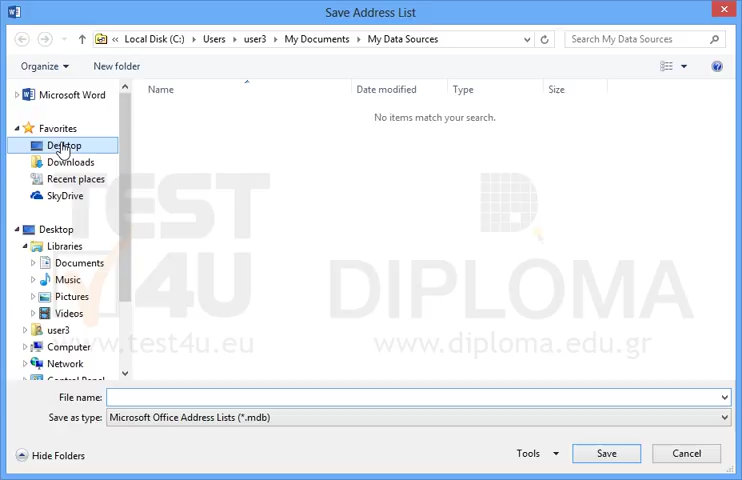 Save Address List
Local Disk (C:) Users user3 My Documents My Data Sources
Search My Data Sources
Organize New folder
Microsoft Word
Favorites
Desktop
Downloads
Recent places
SkyDrive
Desktop
Libraries
Documents
Music
Pictures
Videos
user3
Computer
Network
Control Panel
Name Date modified Type Size
No items match your search.
TEST
4U
DIPLOMA
www.test4u.eu
www.diploma.edu.gr
File name:
Save as type: Microsoft Office Address Lists (*.mdb)
Hide Folders Tools Save Cancel